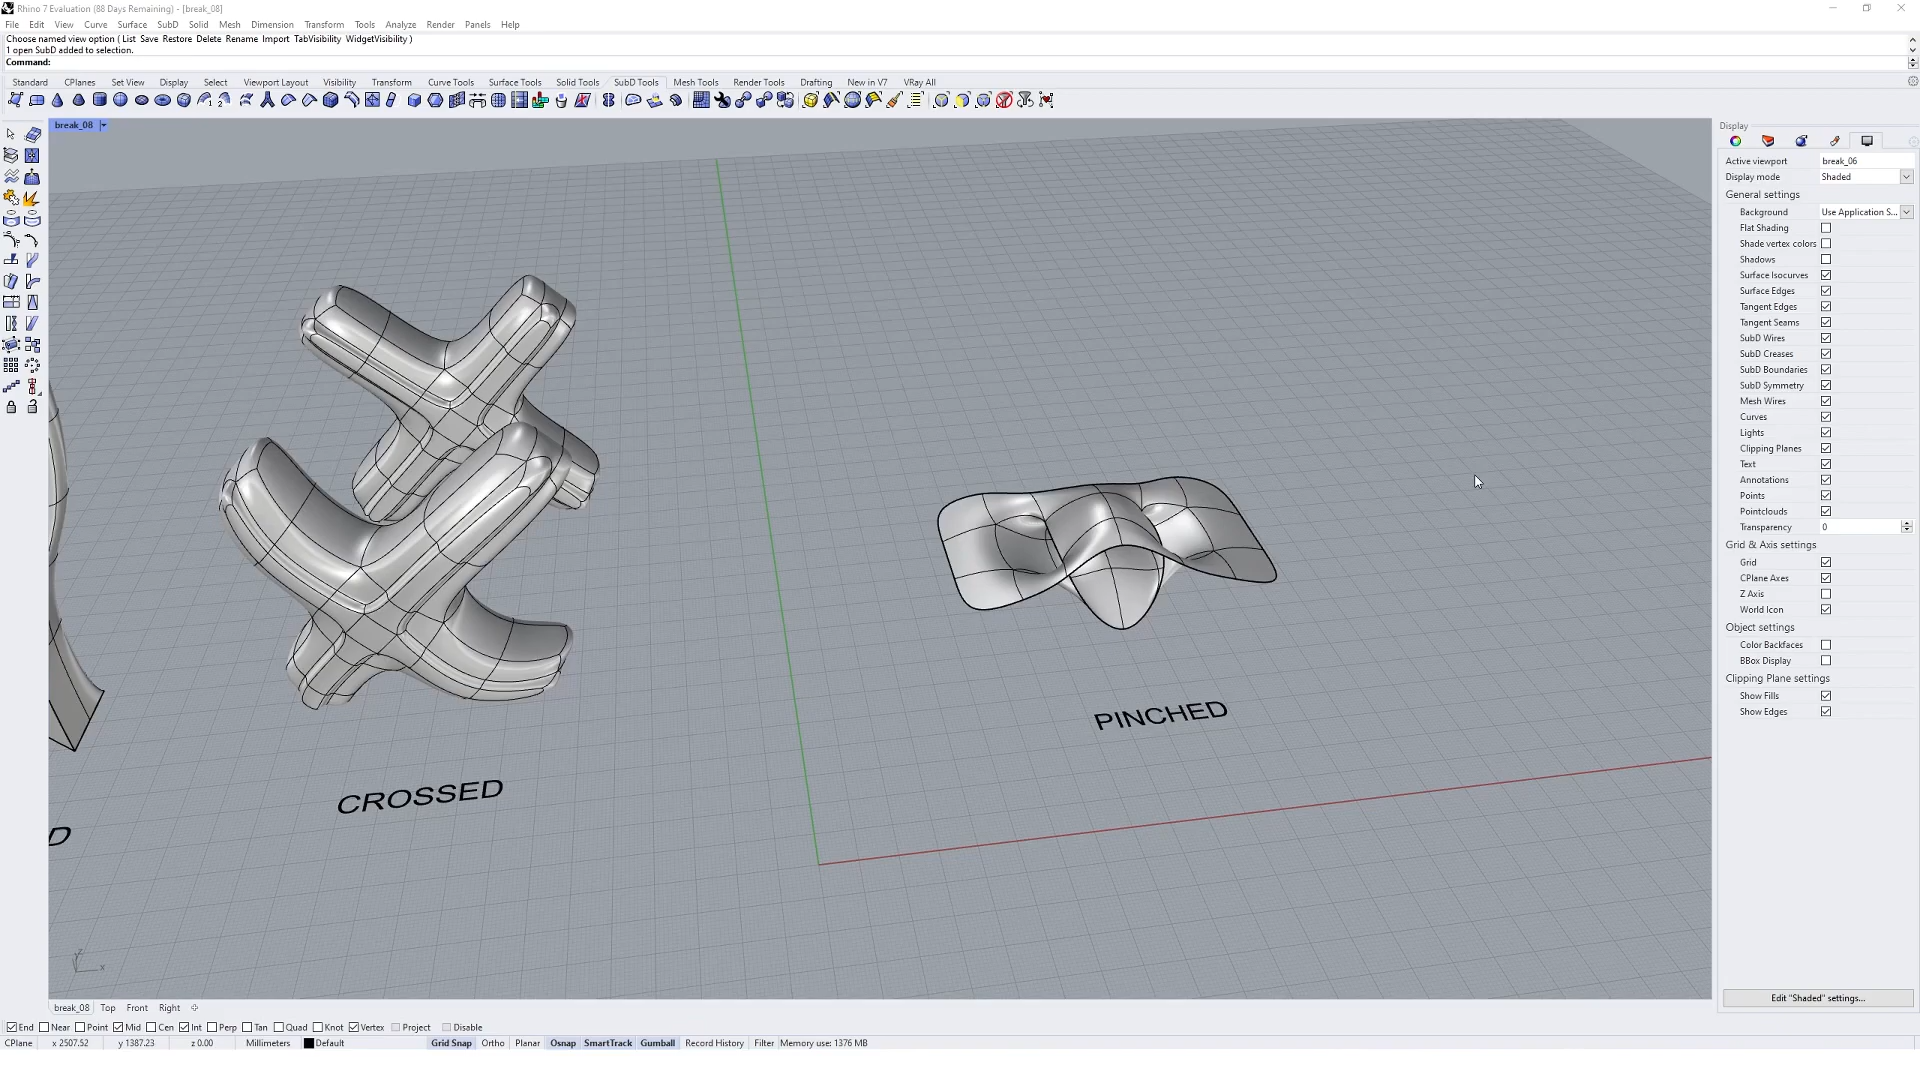 Rhino 7 Evaluation (88 Days Remaining) - [break_08]
File Edit View Curve Surface SubD Solid Mesh Dimension Transform Tools Analyze Render Panels Help
Choose named view option ( List Save Restore Delete Rename Import TabVisibility WidgetVisibility )
1 open SubD added to selection.
Command:
Standard CPlanes Set View Display Select Viewport Layout Visibility Transform Curve Tools Surface Tools Solid Tools SubD Tools Mesh Tools Render Tools Drafting New in V7 VRay All
break_08
Display
Active viewport break_06
Display mode Shaded
General settings
Background Use Application S...
Flat Shading
Shade vertex colors
Shadows
Surface Isocurves
Surface Edges
Tangent Edges
Tangent Seams
SubD Wires
SubD Creases
SubD Boundaries
SubD Symmetry
Mesh Wires
Curves
Lights
Clipping Planes
Text
Annotations
Points
Pointclouds
Transparency 0
Grid & Axis settings
Grid
CPlane Axes
Z Axis
World Icon
Object settings
Color Backfaces
BBox Display
Clipping Plane settings
Show Fills
Show Edges
PINCHED
CROSSED
D
z
x
Edit "Shaded" settings...
break_08 Top Front Right
End Near Point Mid Cen Int Perp Tan Quad Knot Vertex Project Disable
CPlane x 2507.52 y 1387.23 z 0.00 Millimeters Default Grid Snap Ortho Planar Osnap SmartTrack Gumball Record History Filter Memory use: 1376 MB